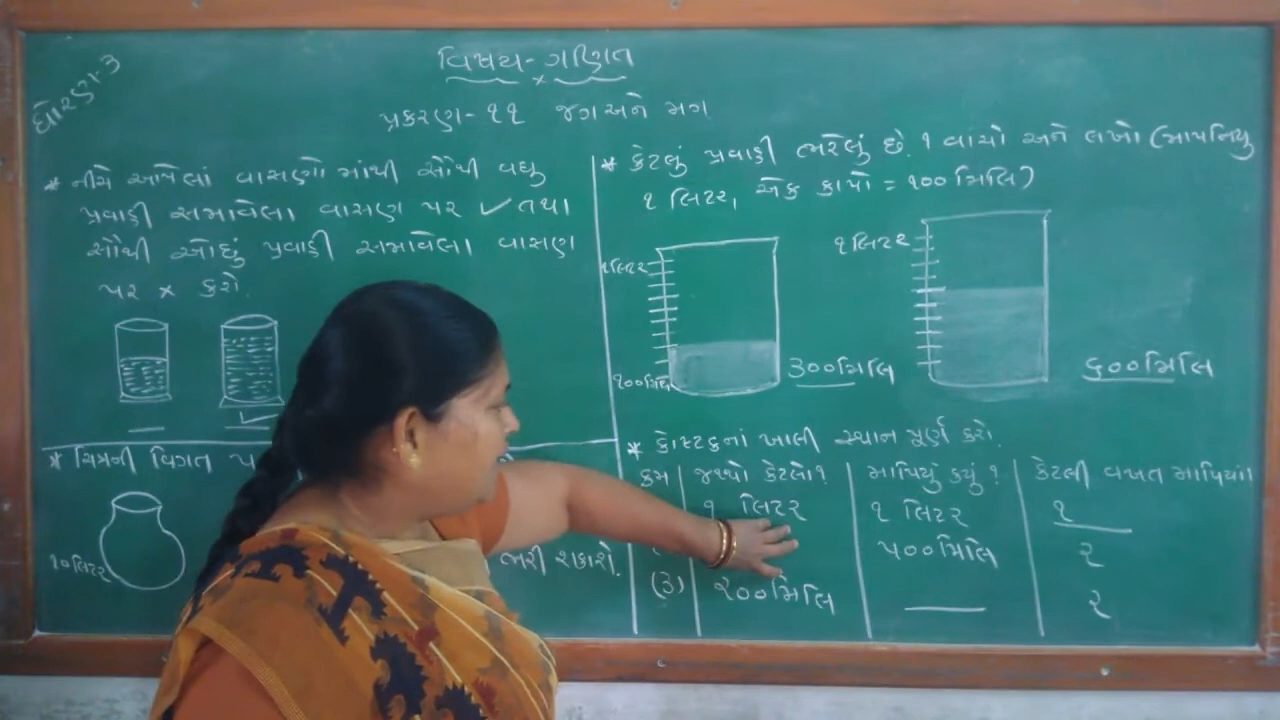 ધોરણ ૩
વિષય - ગણિત
પ્રકરણ - ૧૧ જગ અને મગ
* નીચે આપેલાં વાસણો માંથી સૌથી વધુ
પ્રવાહી સમાવેલા વાસણ પર ✓ તથા
સૌથી ઓછું પ્રવાહી સમાવેલા વાસણ
પર × કરો.
✓
* ચિત્રની વિગત
૧૦ લિટર
ભરી શકાશે.
* કેટલું પ્રવાહી ભરેલું છે. ? વાંચો અને લખો (માપનિયુ
૧ લિટર, એક કાપો = ૧૦૦ મિલિ)
૧ લિટર
૧૦૦ મિલિ
૩૦૦ મિલિ
૧ લિટર
૬૦૦ મિલિ
* કોષ્ટકનાં ખાલી સ્થાન પૂર્ણ કરો.
ક્રમ જથ્થો કેટલો? માપિયું કયું ? કેટલી વખત માપિયાં
૧ લિટર ૧ લિટર ૧
૫૦૦ મિલિ ૨
(૩) ૨૦૦ મિલિ ____ ૨